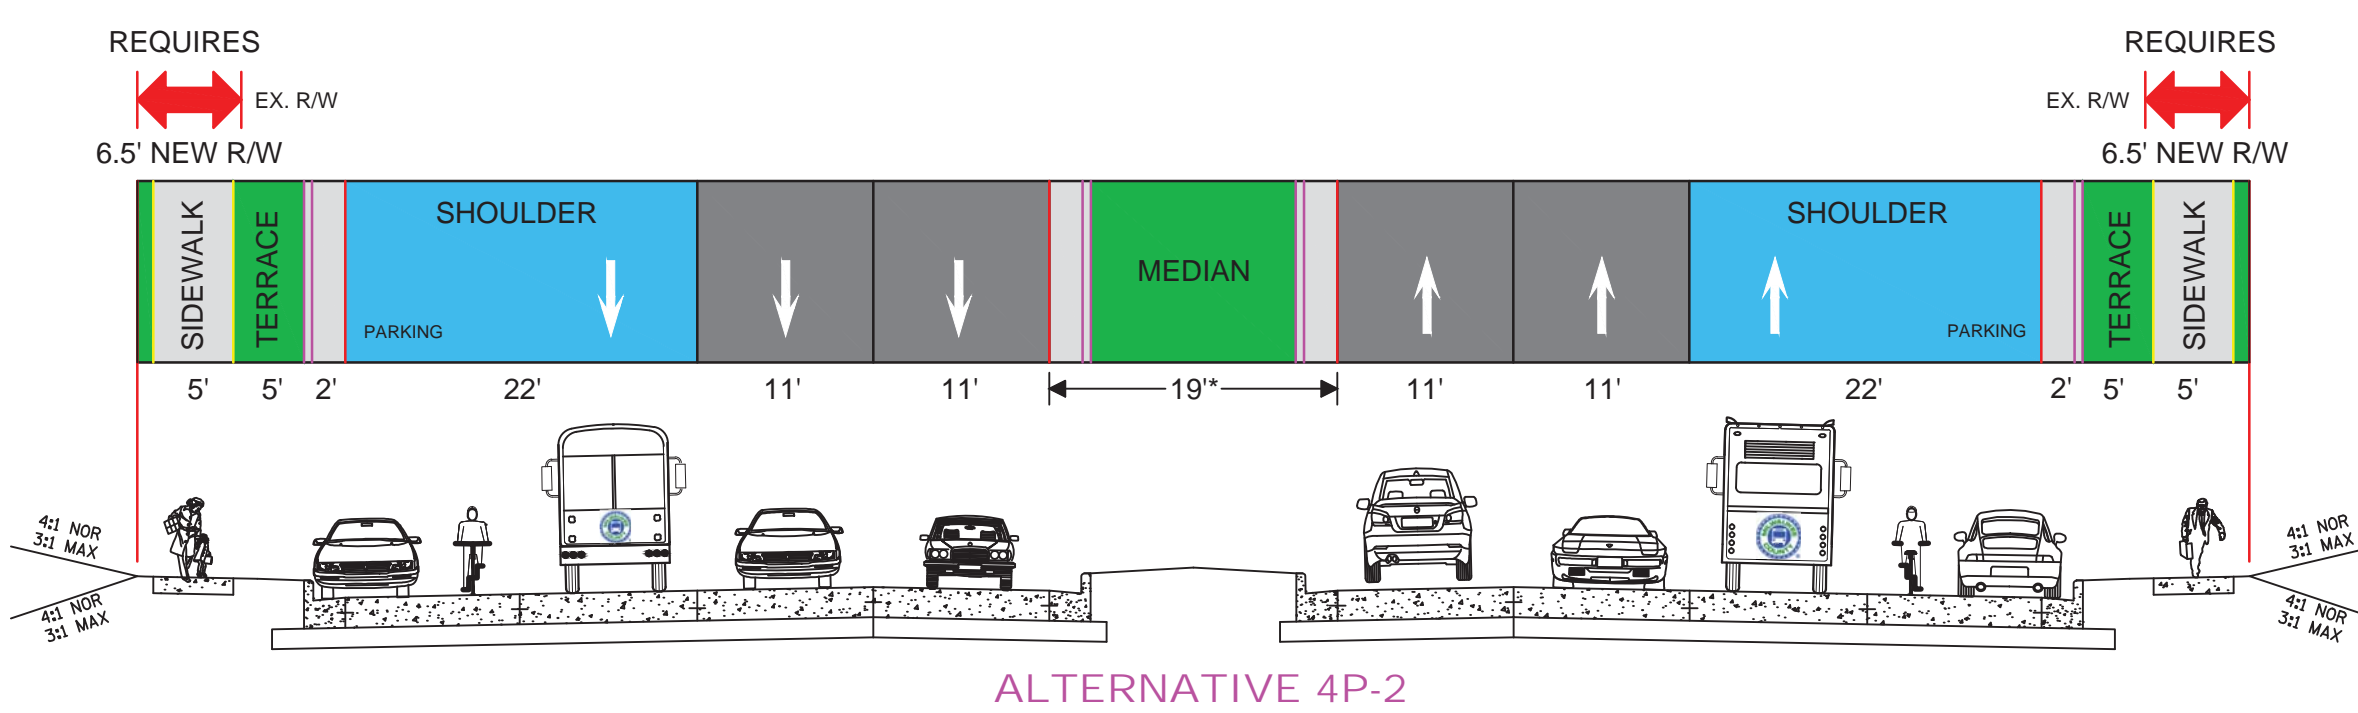 REQUIRES
REQUIRES
EX. R/W
EX. R/W
6.5' NEW R/W
6.5' NEW R/W
SIDEWALK
TERRACE
SHOULDER
PARKING
MEDIAN
SHOULDER
PARKING
TERRACE
SIDEWALK
5' 5' 2' 22' 11' 11' 19'* 11' 11' 22' 2' 5' 5'
4:1 NOR
3:1 MAX
4:1 NOR
3:1 MAX
COUNTY
4:1 NOR
3:1 MAX
4:1 NOR
3:1 MAX
ALTERNATIVE 4P-2